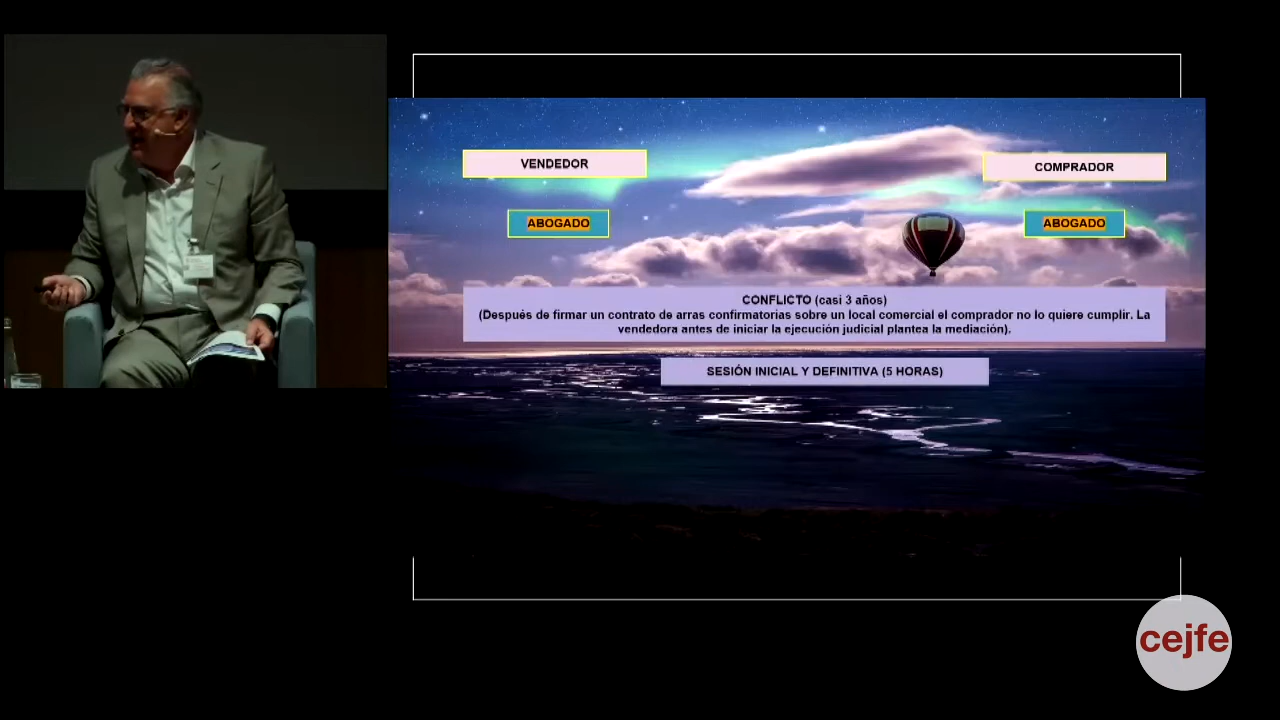 VENDEDOR
COMPRADOR
ABOGADO
ABOGADO
CONFLICTO (casi 3 años)
(Después de firmar un contrato de arras confirmatorias sobre un local comercial el comprador no lo quiere cumplir. La
vendedora antes de iniciar la ejecución judicial plantea la mediación).
SESIÓN INICIAL Y DEFINITIVA (5 HORAS)
cejfe